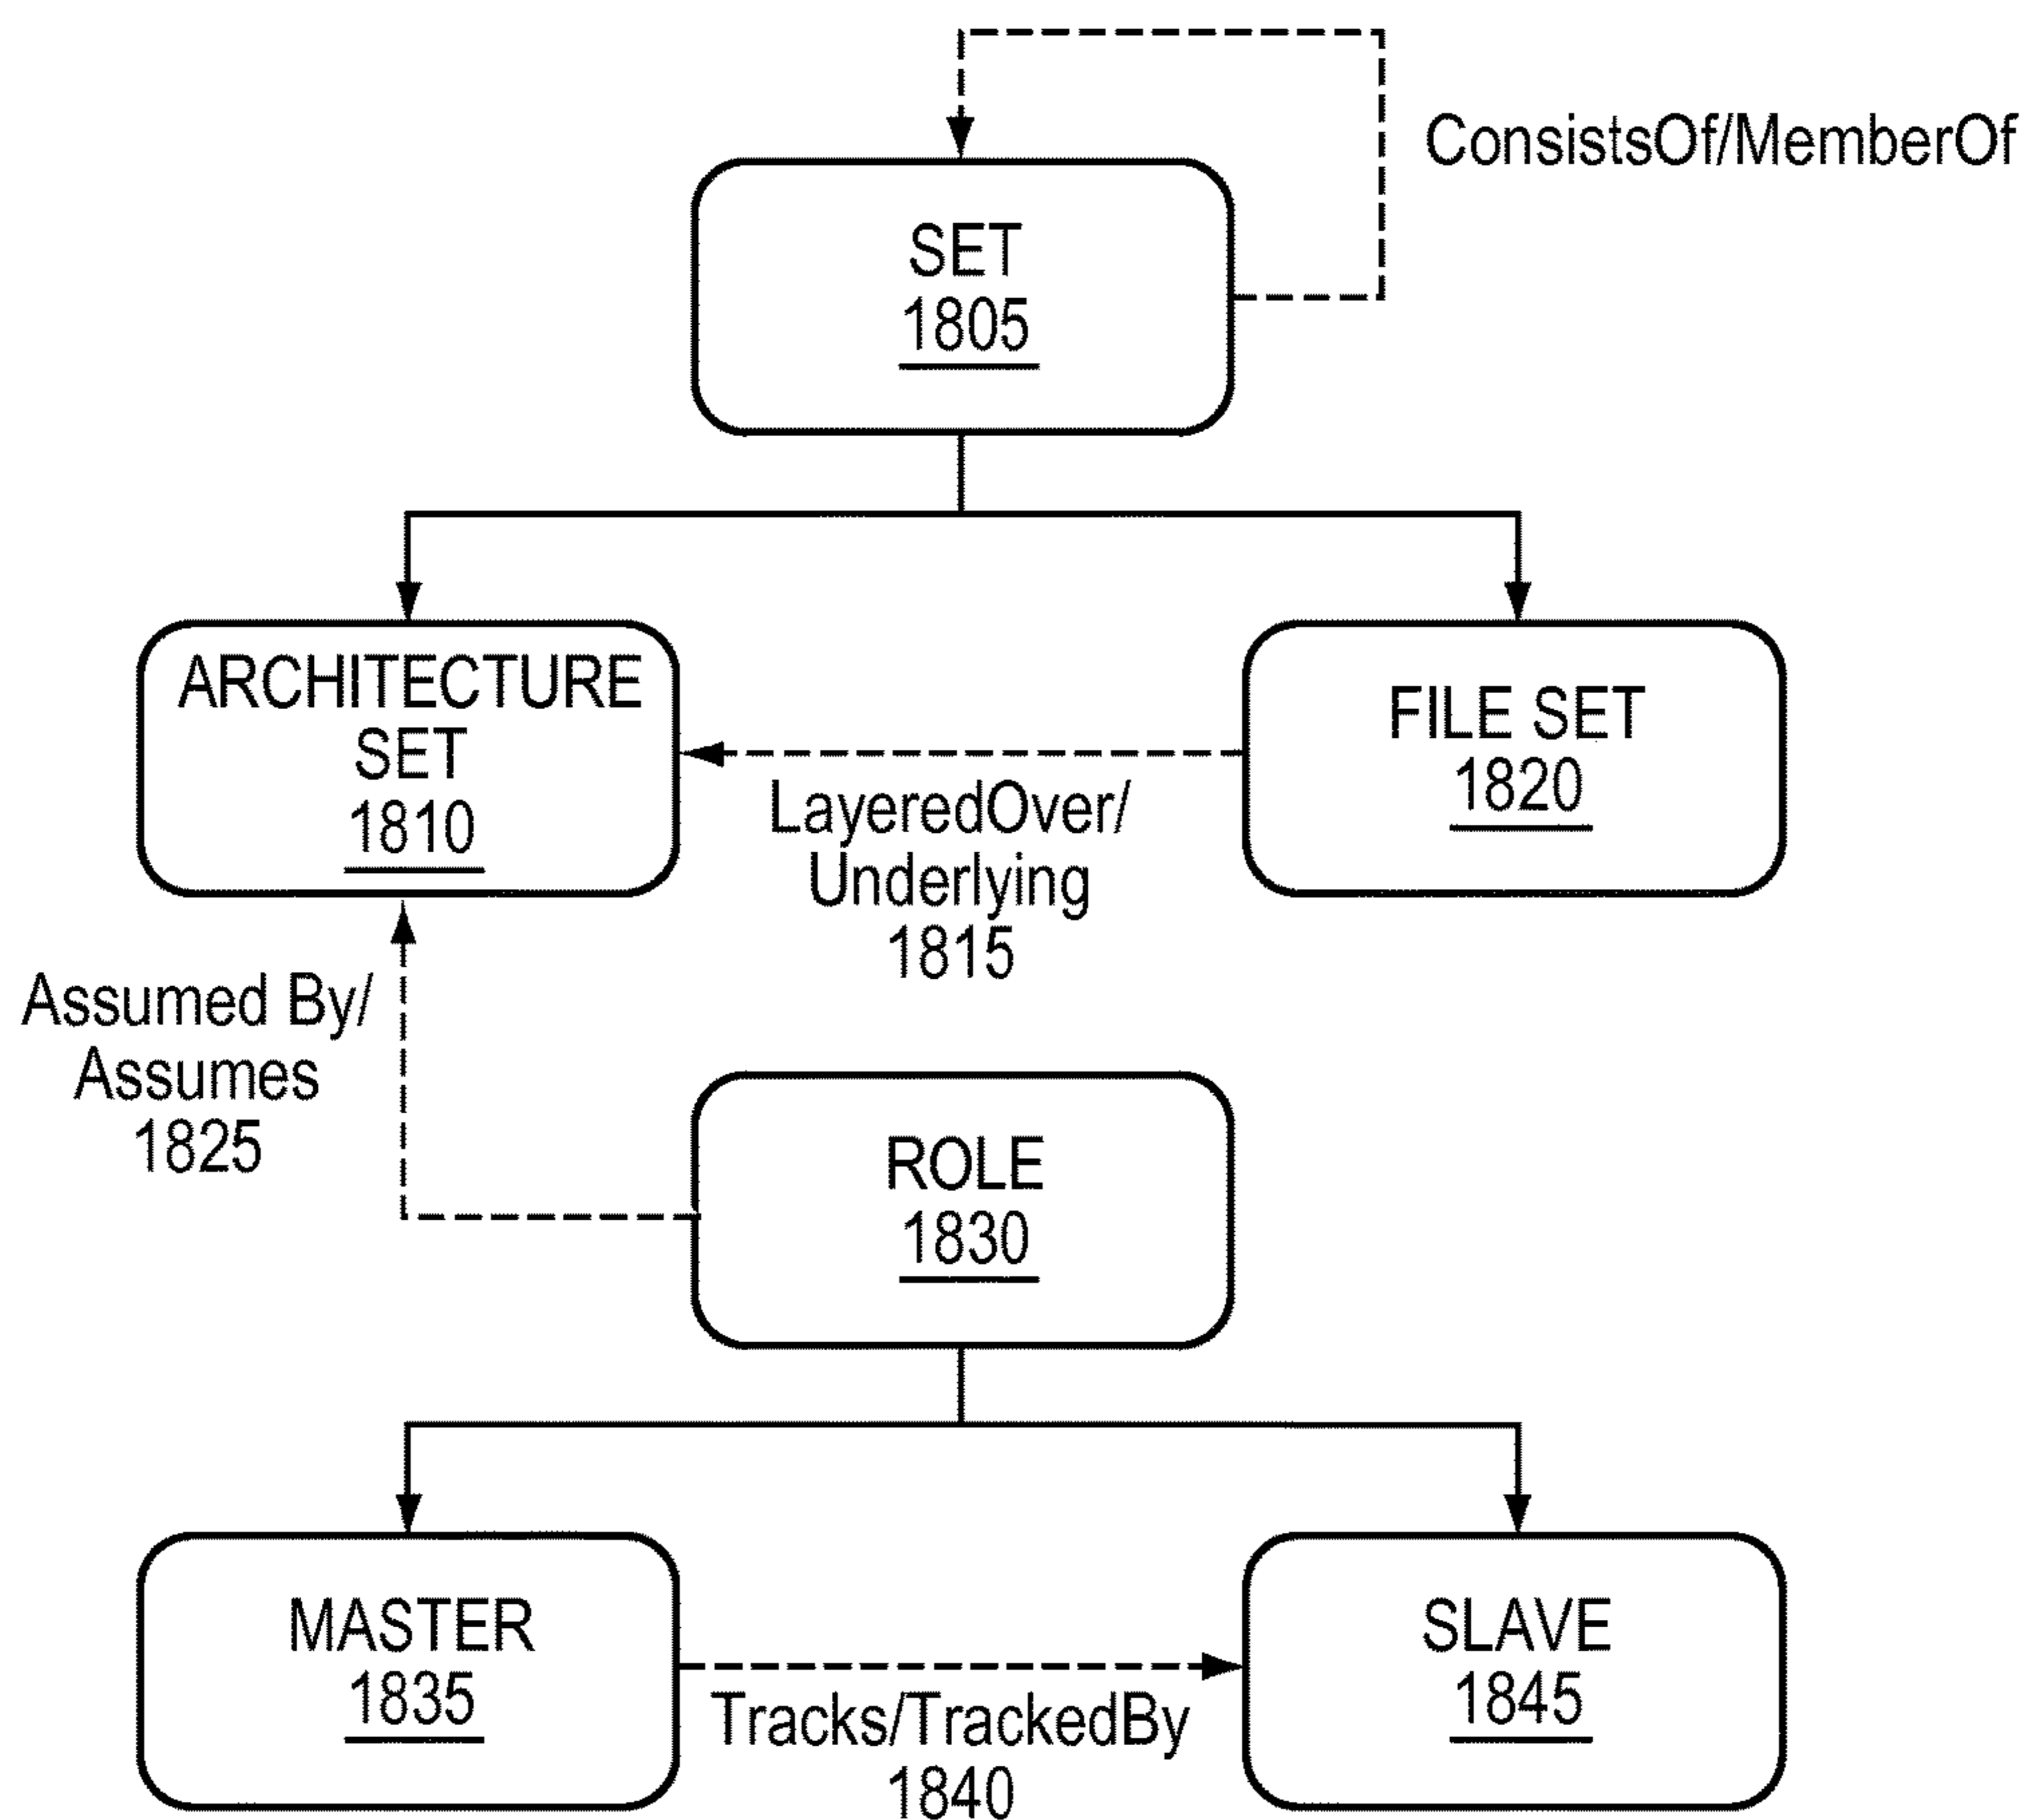 ConsistsOf/MemberOf
SET
1805
ARCHITECTURE
SET
1810
FILE SET
1820
LayeredOver/
Underlying
1815
Assumed By/
Assumes
1825
ROLE
1830
MASTER
1835
SLAVE
1845
Tracks/TrackedBy
1840